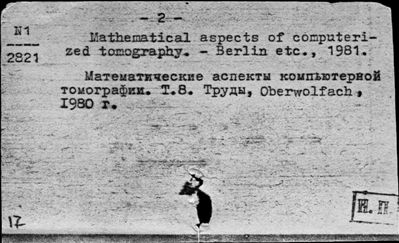 - 2 -
N1
2821
Mathematical aspects of computeri-
zed tomography. - Berlin etc., 1981.
Математические аспекты компьютерной
томографии. Т.8. Труды, Oberwolfach,
1980 г.
17
И. П.